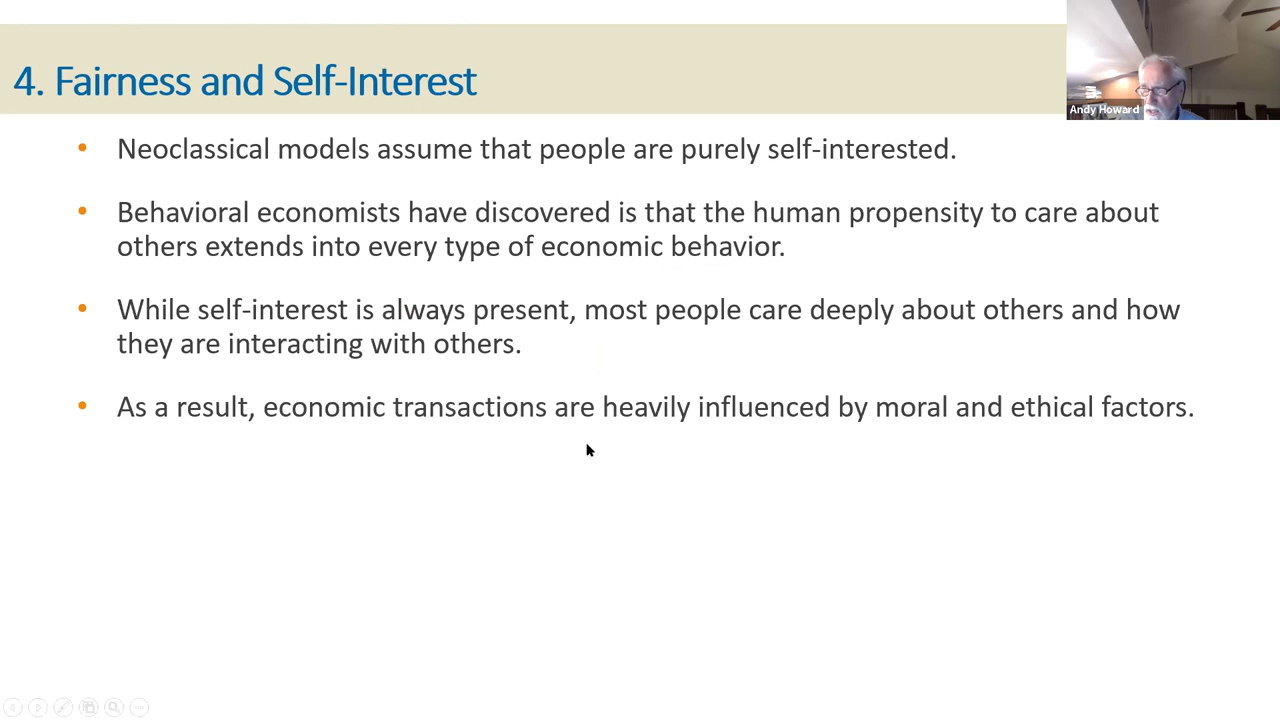 4. Fairness and Self-Interest
Andy Howard
• Neoclassical models assume that people are purely self-interested.
• Behavioral economists have discovered is that the human propensity to care about
others extends into every type of economic behavior.
• While self-interest is always present, most people care deeply about others and how
they are interacting with others.
• As a result, economic transactions are heavily influenced by moral and ethical factors.